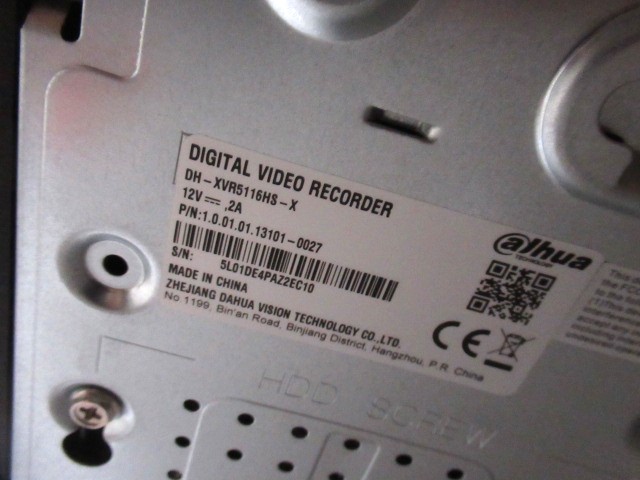 DIGITAL VIDEO RECORDER
DH-XVR5116HS-X
12V⎓,2A
P/N:1.0.01.01.13101-0027
S/N: 5L01DE4PAZ2EC10
MADE IN CHINA
ZHEJIANG DAHUA VISION TECHNOLOGY CO.,LTD.
No 1199, Bin'an Road, Binjiang District, Hangzhou, P.R. China
alhua
TECHNOLOGY
CE
HDD SCREW